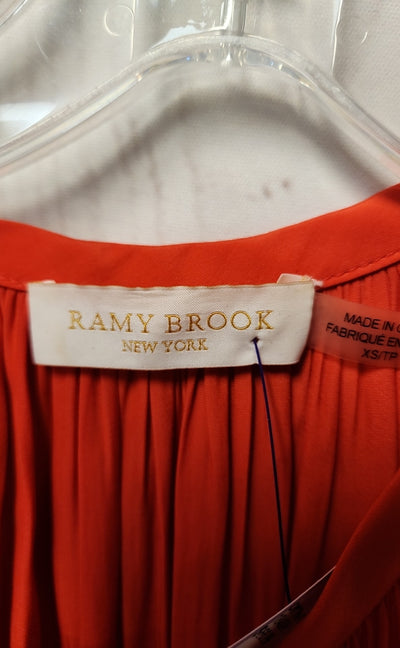 RAMY BROOK
NEW YORK
MADE IN
FABRIQUÉ EN
XS/TP